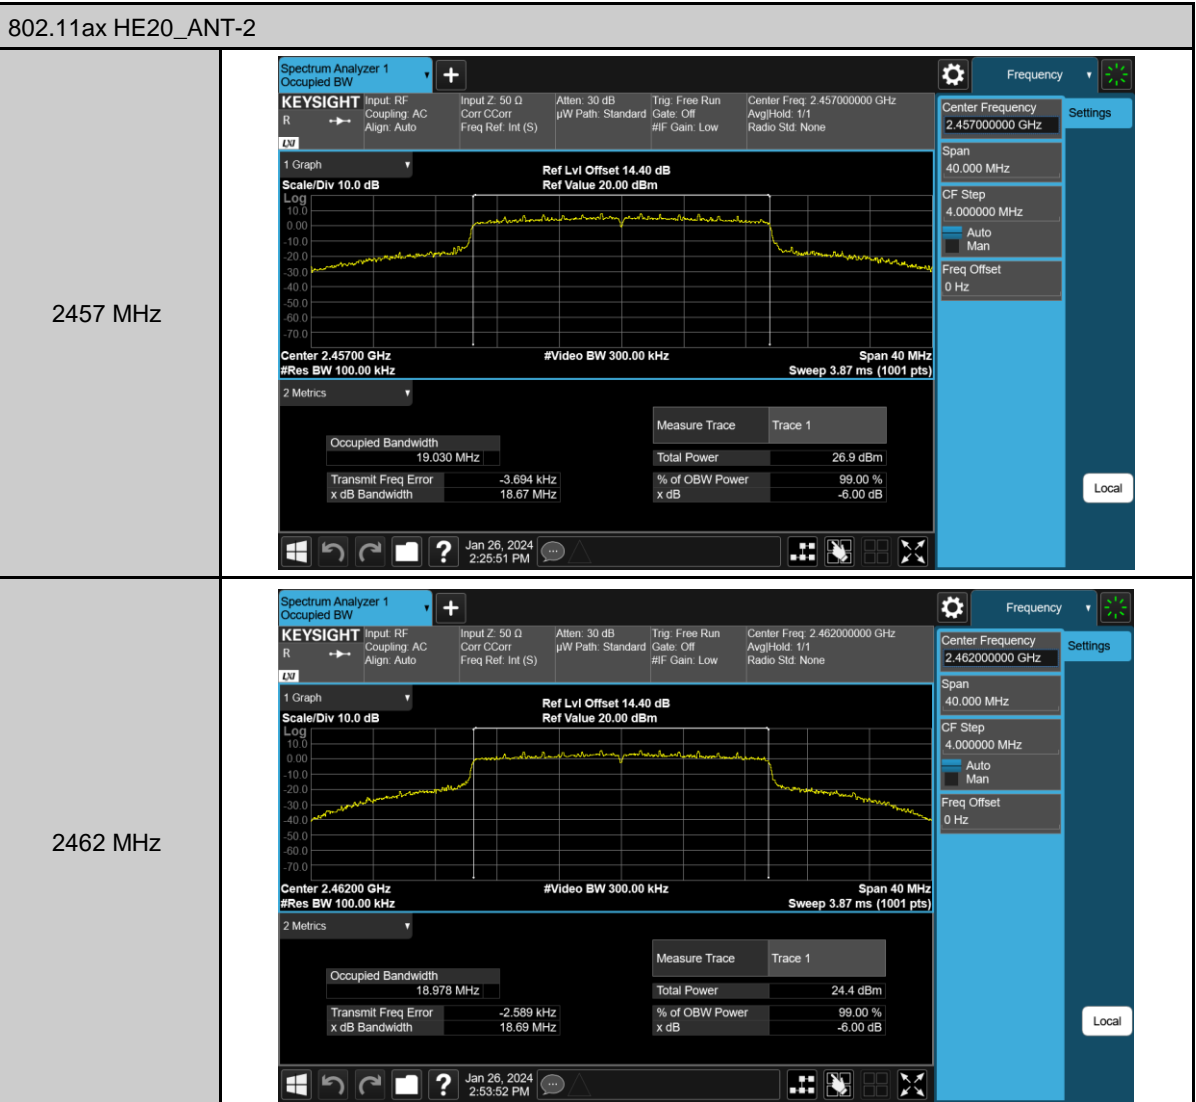 802.11ax HE20_ANT-2
2457 MHz
Spectrum Analyzer 1
Occupied BW
Frequency
KEYSIGHT
R
LXI
Input: RF
Coupling: AC
Align: Auto
Input Z: 50 Ω
Corr CCorr
Freq Ref: Int (S)
Atten: 30 dB
µW Path: Standard
Trig: Free Run
Gate: Off
#IF Gain: Low
Center Freq: 2.457000000 GHz
Avg|Hold: 1/1
Radio Std: None
Center Frequency
2.457000000 GHz
Settings
Span
40.000 MHz
CF Step
4.000000 MHz
Auto
Man
Freq Offset
0 Hz
Local
1 Graph
Scale/Div 10.0 dB
Ref Lvl Offset 14.40 dB
Ref Value 20.00 dBm
Log
10.0
0.00
-10.0
-20.0
-30.0
-40.0
-50.0
-60.0
-70.0
Center 2.45700 GHz
#Res BW 100.00 kHz
#Video BW 300.00 kHz
Span 40 MHz
Sweep 3.87 ms (1001 pts)
2 Metrics
Measure Trace Trace 1
Occupied Bandwidth
19.030 MHz
Total Power 26.9 dBm
Transmit Freq Error -3.694 kHz
% of OBW Power 99.00 %
x dB Bandwidth 18.67 MHz
x dB -6.00 dB
?
Jan 26, 2024
2:25:51 PM
2462 MHz
Spectrum Analyzer 1
Occupied BW
Frequency
KEYSIGHT
R
LXI
Input: RF
Coupling: AC
Align: Auto
Input Z: 50 Ω
Corr CCorr
Freq Ref: Int (S)
Atten: 30 dB
µW Path: Standard
Trig: Free Run
Gate: Off
#IF Gain: Low
Center Freq: 2.462000000 GHz
Avg|Hold: 1/1
Radio Std: None
Center Frequency
2.462000000 GHz
Settings
Span
40.000 MHz
CF Step
4.000000 MHz
Auto
Man
Freq Offset
0 Hz
Local
1 Graph
Scale/Div 10.0 dB
Ref Lvl Offset 14.40 dB
Ref Value 20.00 dBm
Log
10.0
0.00
-10.0
-20.0
-30.0
-40.0
-50.0
-60.0
-70.0
Center 2.46200 GHz
#Res BW 100.00 kHz
#Video BW 300.00 kHz
Span 40 MHz
Sweep 3.87 ms (1001 pts)
2 Metrics
Measure Trace Trace 1
Occupied Bandwidth
18.978 MHz
Total Power 24.4 dBm
Transmit Freq Error -2.589 kHz
% of OBW Power 99.00 %
x dB Bandwidth 18.69 MHz
x dB -6.00 dB
?
Jan 26, 2024
2:53:52 PM